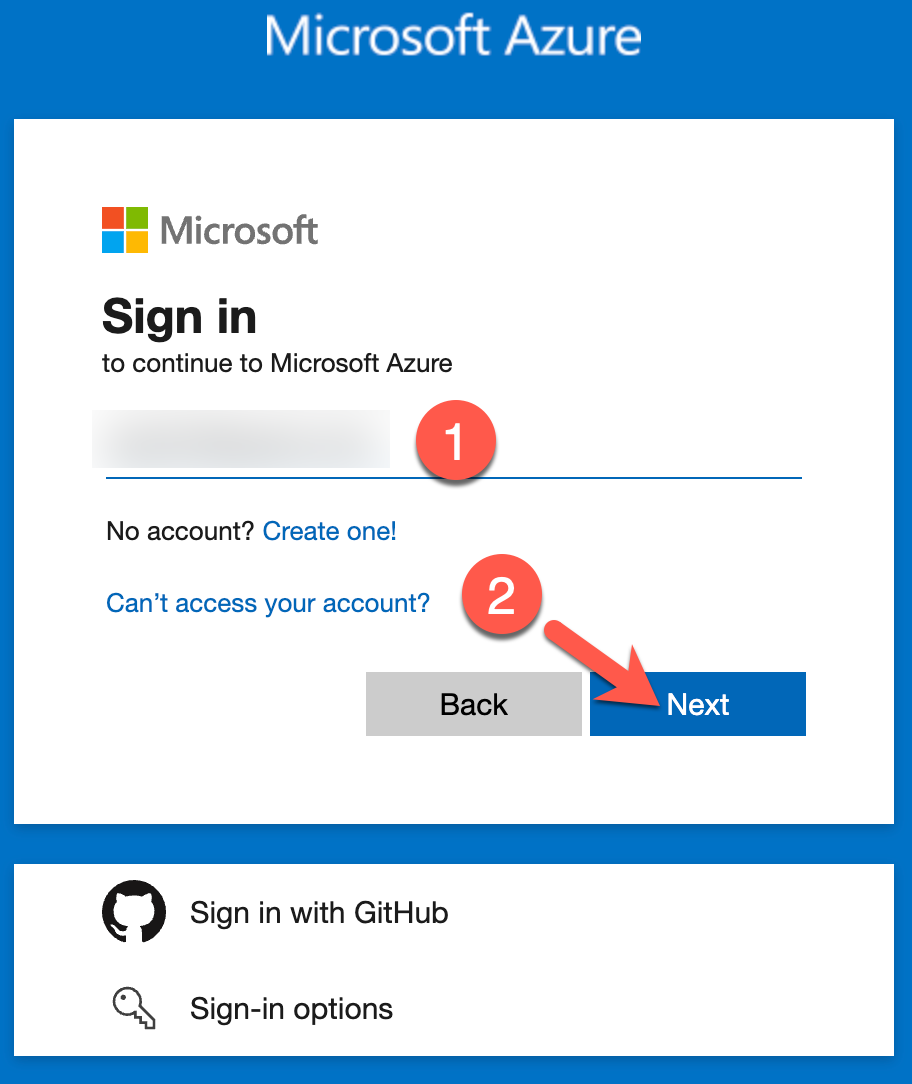 Microsoft Azure
Microsoft
Sign in
to continue to Microsoft Azure
1
No account? Create one!
Can’t access your account?
2
Back
Next
Sign in with GitHub
Sign-in options